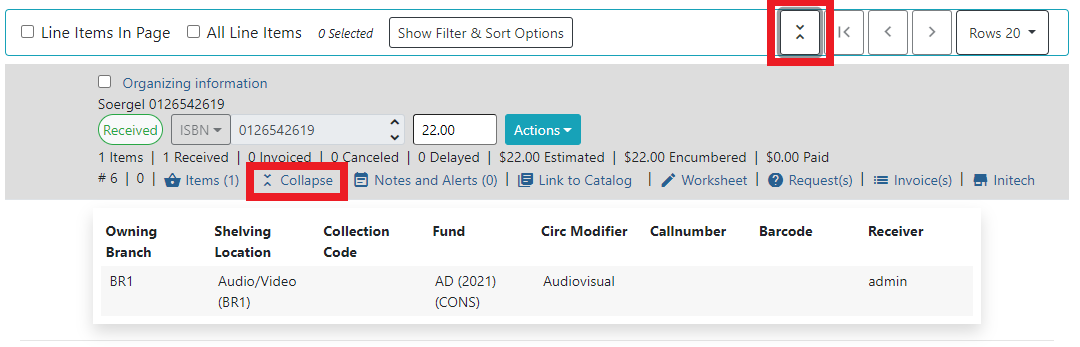 Line Items In Page All Line Items 0 Selected Show Filter & Sort Options Rows 20
Organizing information
Soergel 0126542619
Received ISBN 0126542619 22.00 Actions
1 Items | 1 Received | 0 Invoiced | 0 Canceled | 0 Delayed | $22.00 Estimated | $22.00 Encumbered | $0.00 Paid
# 6 | 0 | Items (1) Collapse Notes and Alerts (0) | Link to Catalog | Worksheet | Request(s) | Invoice(s) | Initech
Owning Branch Shelving Location Collection Code Fund Circ Modifier Callnumber Barcode Receiver
BR1 Audio/Video (BR1) AD (2021) (CONS) Audiovisual admin